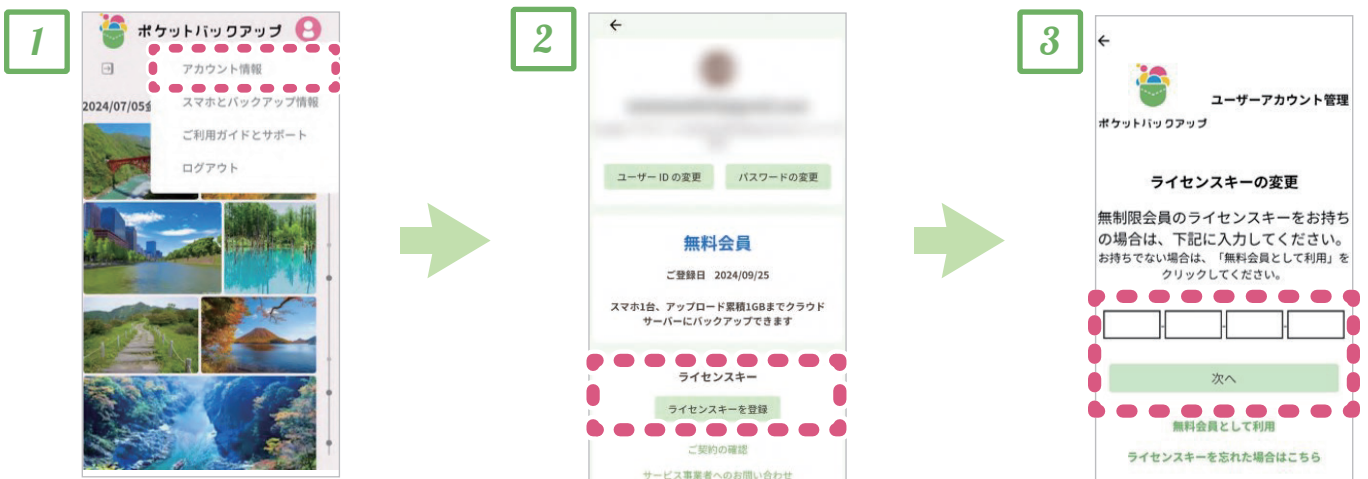 1
ポケットバックアップ
アカウント情報
2024/07/05金
スマホとバックアップ情報
ご利用ガイドとサポート
ログアウト
2
ユーザー ID の変更
パスワードの変更
無料会員
ご登録日 2024/09/25
スマホ1台、アップロード累積1GBまでクラウド
サーバーにバックアップできます
ライセンスキー
ライセンスキーを登録
ご契約の確認
サービス事業者へのお問い合わせ
3
ユーザーアカウント管理
ポケットバックアップ
ライセンスキーの変更
無制限会員のライセンスキーをお持ち
の場合は、下記に入力してください。
お持ちでない場合は、「無料会員として利用」を
クリックしてください。
- - -
次へ
無料会員として利用
ライセンスキーを忘れた場合はこちら